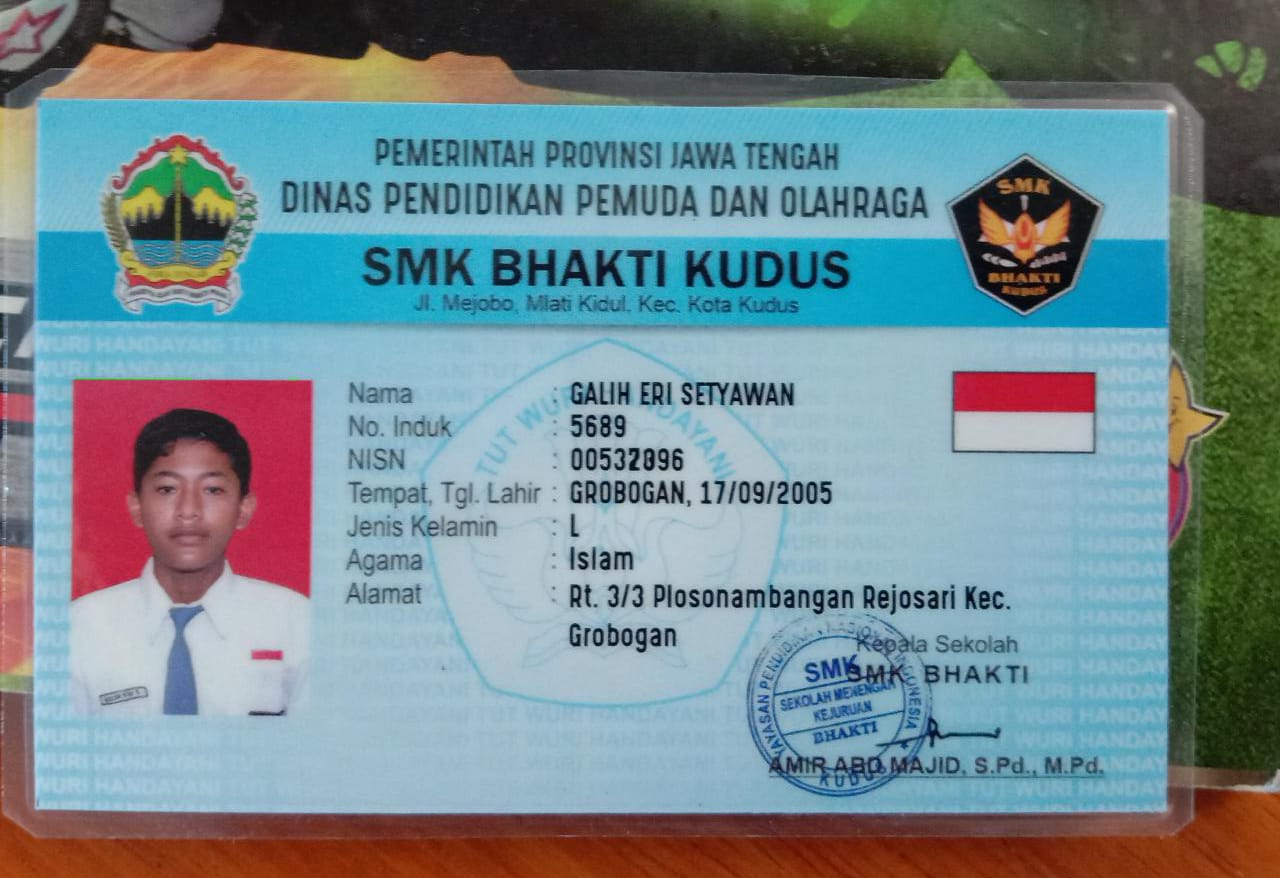 PEMERINTAH PROVINSI JAWA TENGAH
DINAS PENDIDIKAN PEMUDA DAN OLAHRAGA
SMK BHAKTI KUDUS
Jl. Mejobo, Mlati Kidul. Kec. Kota Kudus
SMK
BHAKTI
KUDUS
TUT WURI HANDAYANI
Nama : GALIH ERI SETYAWAN
No. Induk : 5689
NISN : 00532896
Tempat, Tgl. Lahir : GROBOGAN, 17/09/2005
Jenis Kelamin : L
Agama : Islam
Alamat : Rt. 3/3 Plosonambangan Rejosari Kec.
Grobogan
Kepala Sekolah
SMK BHAKTI
YAYASAN PENDIDIKAN NASIONAL INDONESIA
SMK
SEKOLAH MENENGAH
KEJURUAN
BHAKTI
KUDUS
AMIR ABD MAJID, S.Pd., M.Pd.